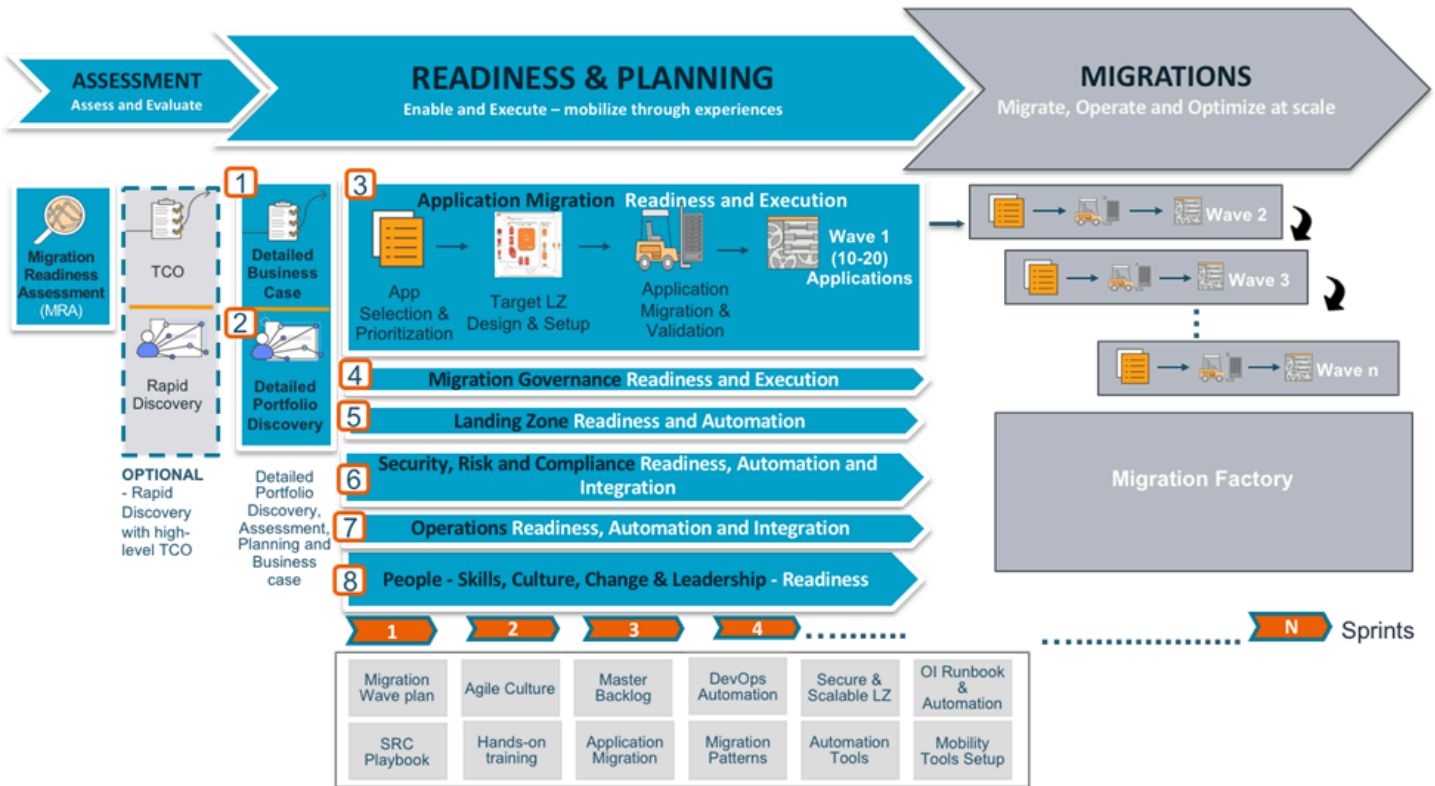 ASSESSMENT
Assess and Evaluate
READINESS & PLANNING
Enable and Execute – mobilize through experiences
MIGRATIONS
Migrate, Operate and Optimize at scale
Migration
Readiness
Assessment
(MRA)
TCO
Rapid
Discovery
OPTIONAL
- Rapid
Discovery
with high-
level TCO
1
Detailed
Business
Case
2
Detailed
Portfolio
Discovery
Detailed
Portfolio
Discovery,
Assessment,
Planning and
Business
case
3
Application Migration Readiness and Execution
App
Selection &
Prioritization
Target LZ
Design & Setup
Application
Migration &
Validation
Wave 1
(10-20)
Applications
4
Migration Governance Readiness and Execution
5
Landing Zone Readiness and Automation
6
Security, Risk and Compliance Readiness, Automation and
Integration
7
Operations Readiness, Automation and Integration
8
People - Skills, Culture, Change & Leadership - Readiness
Wave 2
Wave 3
Wave n
Migration Factory
1
2
3
4
N
Sprints
Migration
Wave plan
Agile Culture
Master
Backlog
DevOps
Automation
Secure &
Scalable LZ
OI Runbook
&
Automation
SRC
Playbook
Hands-on
training
Application
Migration
Migration
Patterns
Automation
Tools
Mobility
Tools Setup